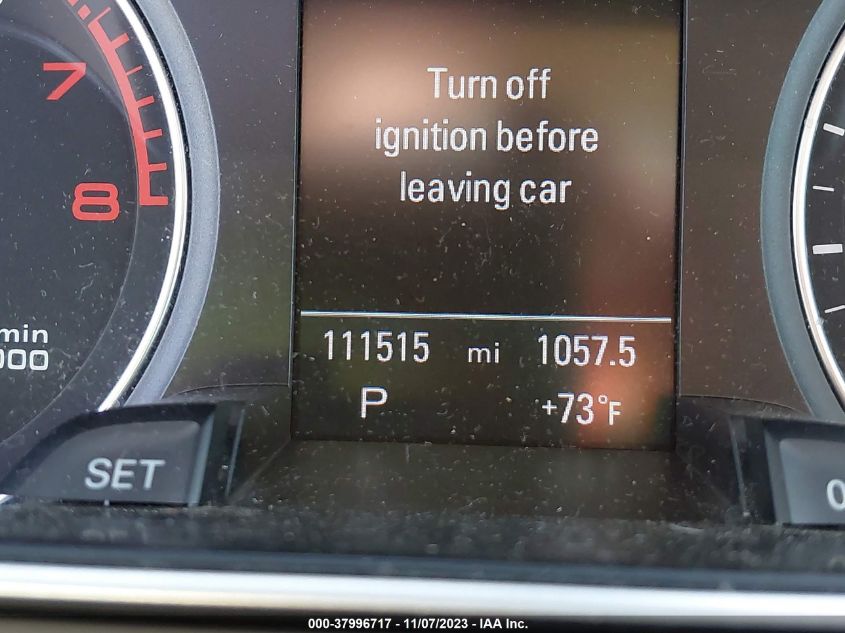 7
8
min
000
Turn off
ignition before
leaving car
111515 mi 1057.5
P +73°F
SET
0
000-37996717 - 11/07/2023 - IAA Inc.